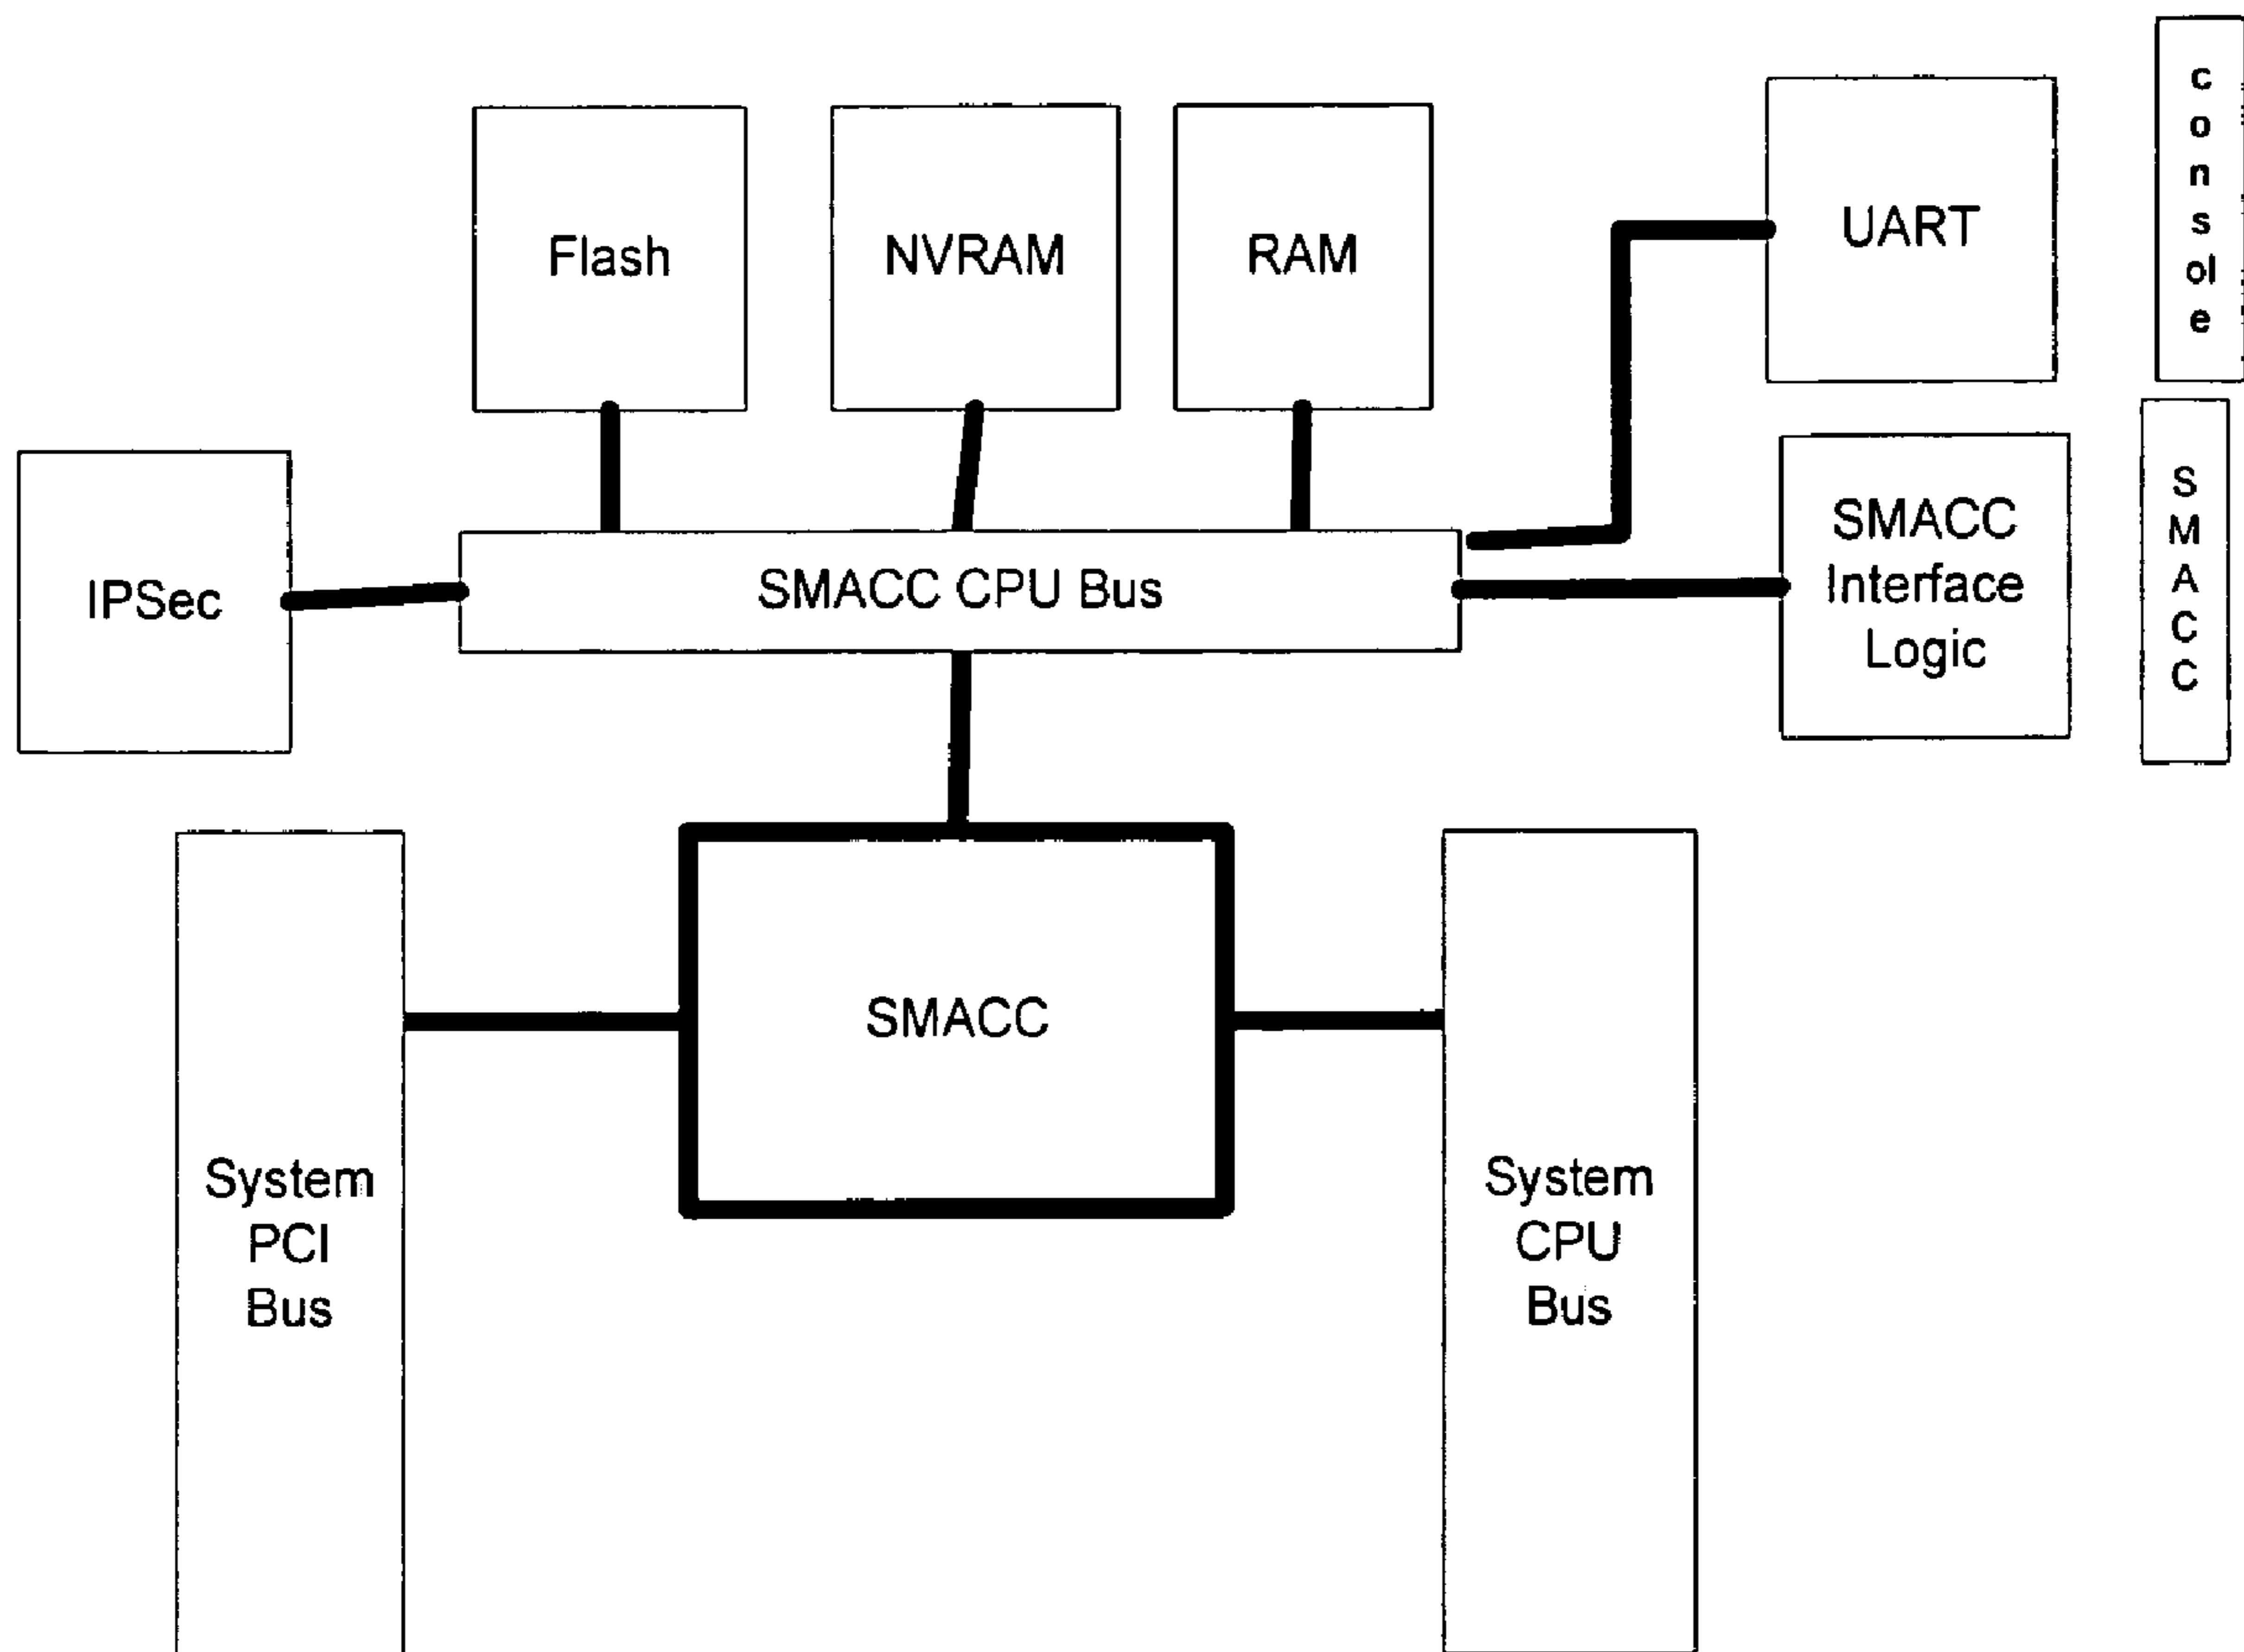 Flash
NVRAM
RAM
UART
c
o
n
s
ol
e
IPSec
SMACC CPU Bus
SMACC
Interface
Logic
S
M
A
C
C
SMACC
System
PCI
Bus
System
CPU
Bus